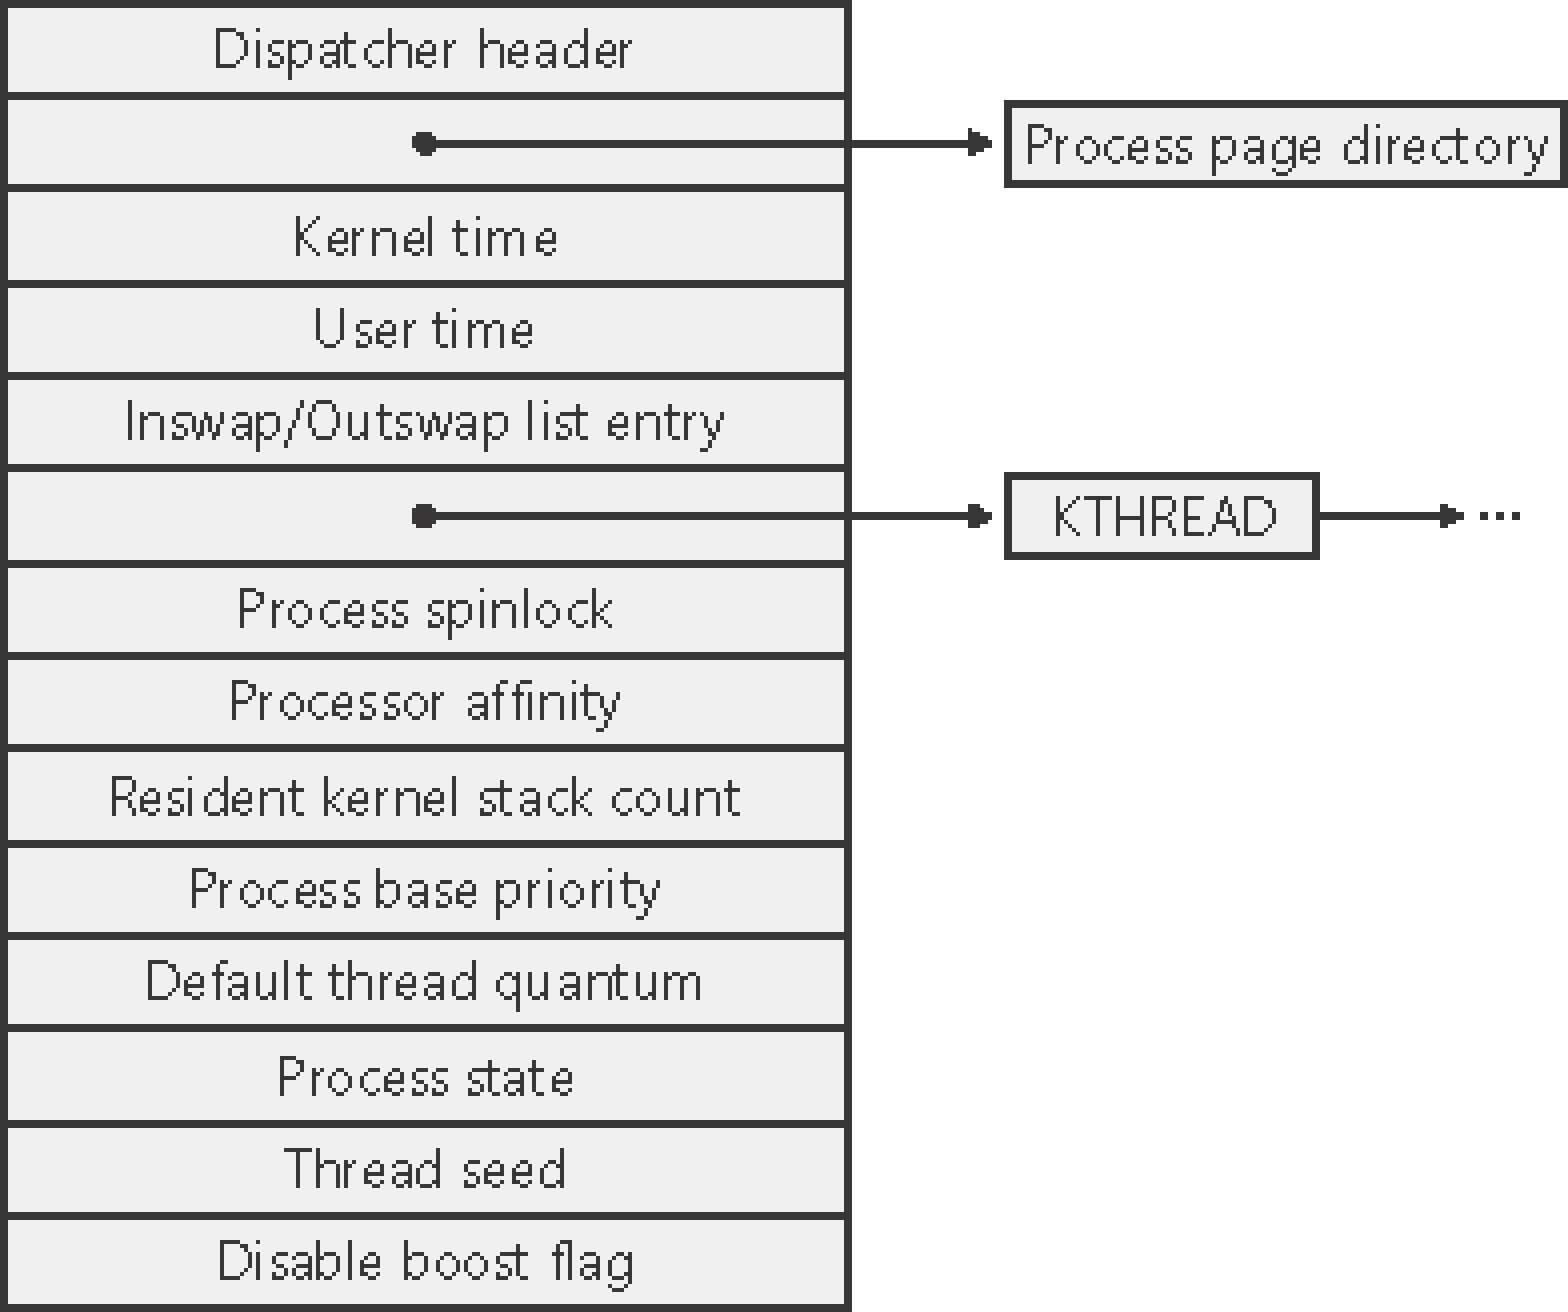 Dispatcher header
Process page directory
Kernel time
User time
Inswap/Outswap list entry
KTHREAD
...
Process spinlock
Processor affinity
Resident kernel stack count
Process base priority
Default thread quantum
Process state
Thread seed
Disable boost flag